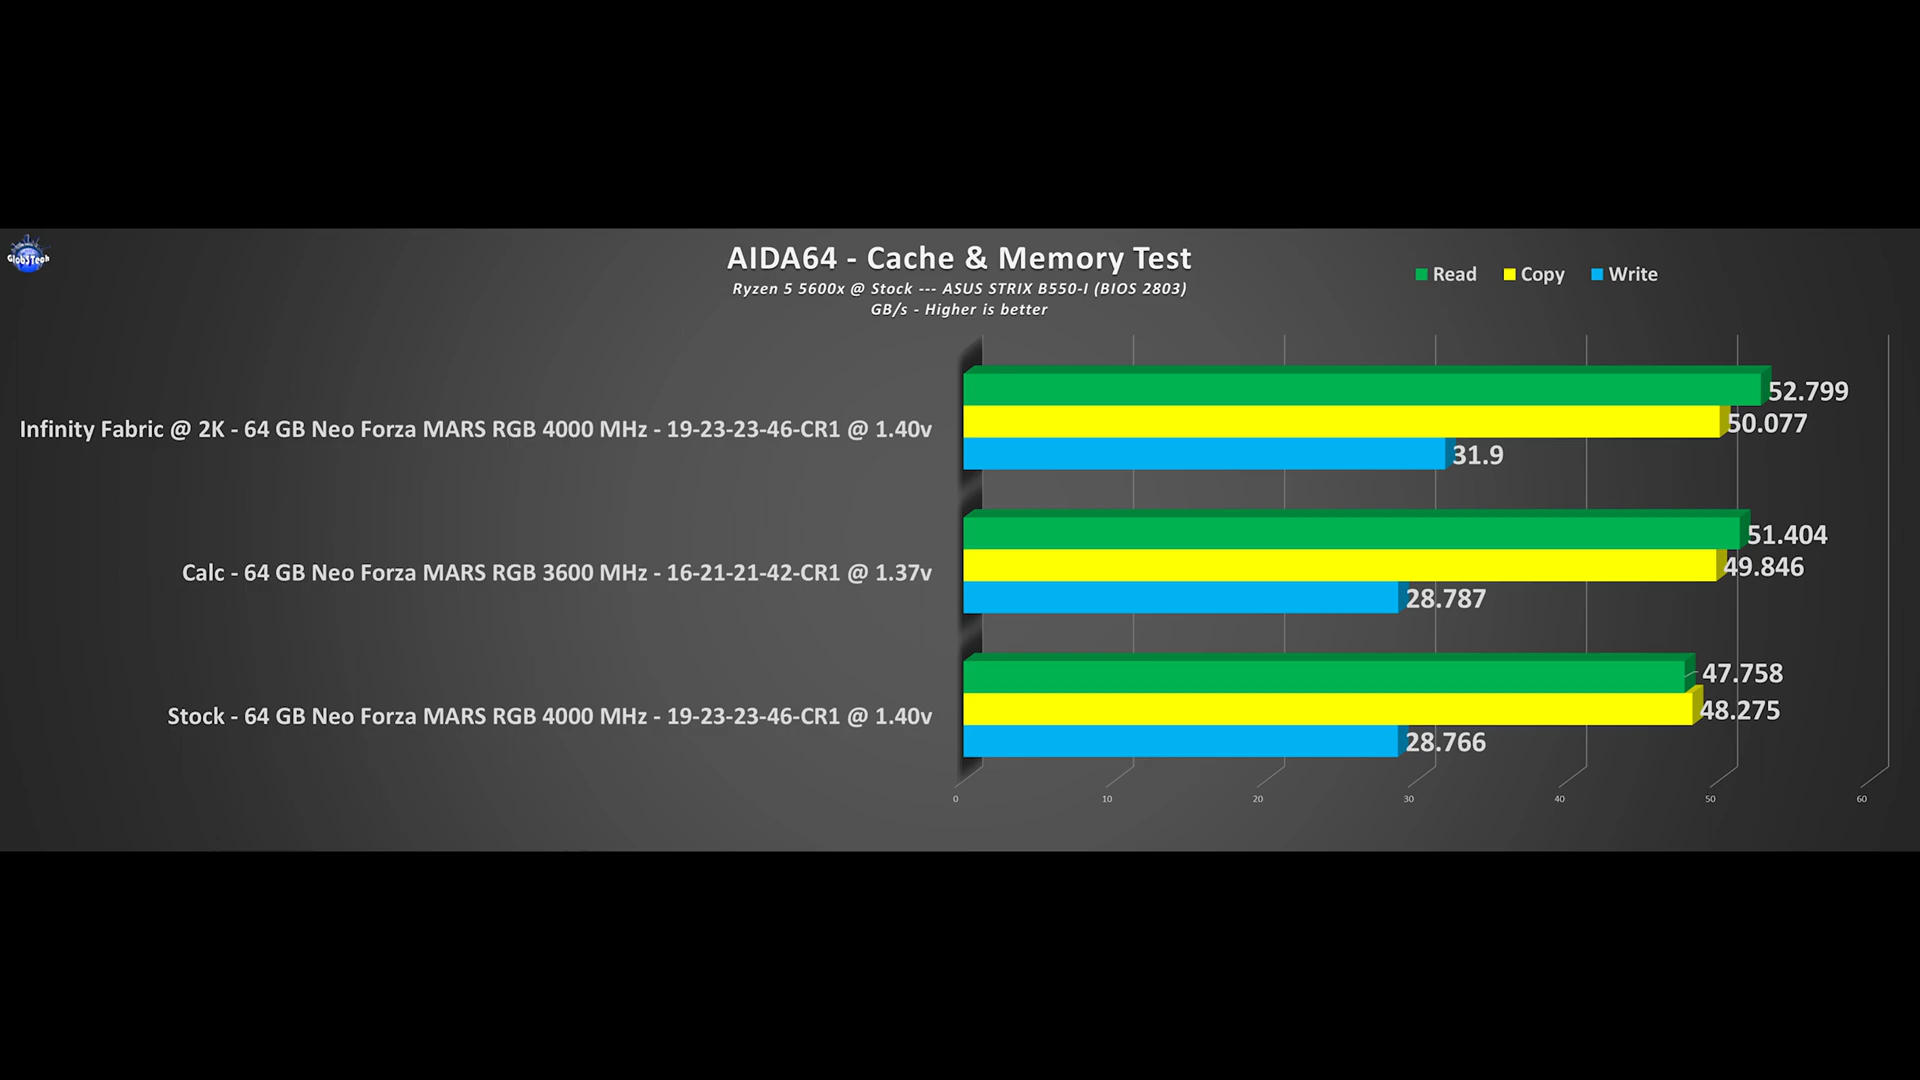 Glob3Tech
AIDA64 - Cache & Memory Test
Ryzen 5 5600x @ Stock --- ASUS STRIX B550-I (BIOS 2803)
GB/s - Higher is better
Read Copy Write
Infinity Fabric @ 2K - 64 GB Neo Forza MARS RGB 4000 MHz - 19-23-23-46-CR1 @ 1.40v
52.799
50.077
31.9
Calc - 64 GB Neo Forza MARS RGB 3600 MHz - 16-21-21-42-CR1 @ 1.37v
51.404
49.846
28.787
Stock - 64 GB Neo Forza MARS RGB 4000 MHz - 19-23-23-46-CR1 @ 1.40v
47.758
48.275
28.766
0 10 20 30 40 50 60